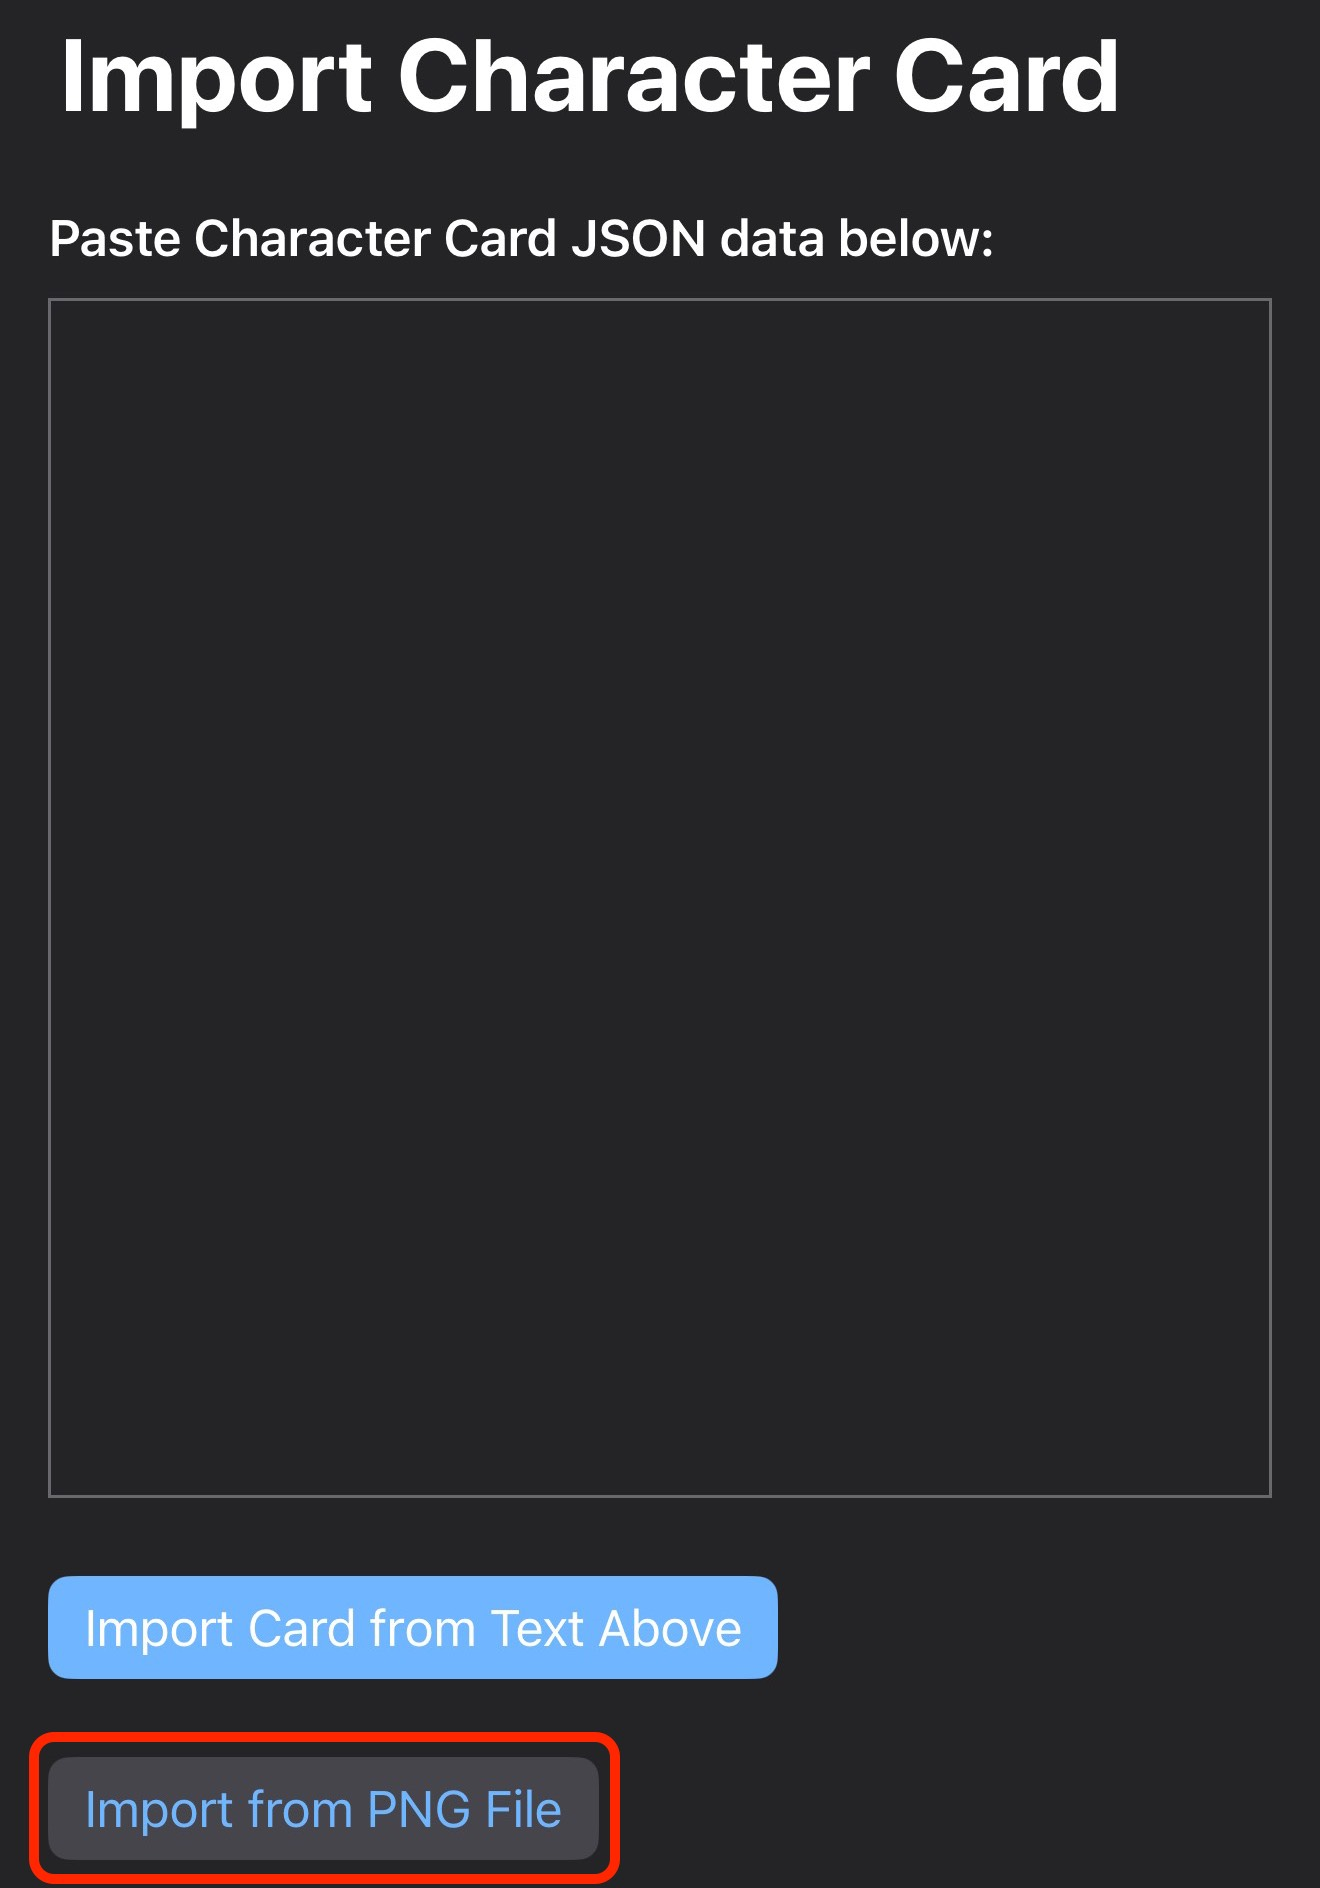 Import Character Card
Paste Character Card JSON data below:
Import Card from Text Above
Import from PNG File